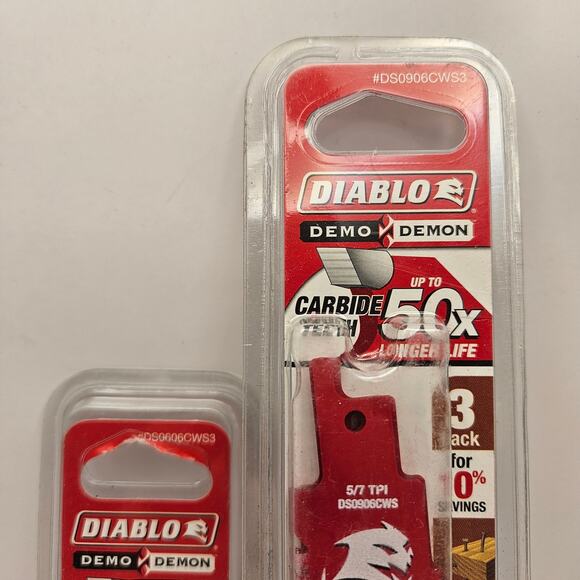 #DS0906CWS3
DIABLO
DEMO DEMON
CARBIDE
TEETH
UP TO
50x
LONGER LIFE
3
for
%
SAVINGS
5/7 TPI
DS0906CWS
#DS0606CWS3
DIABLO
DEMO DEMON